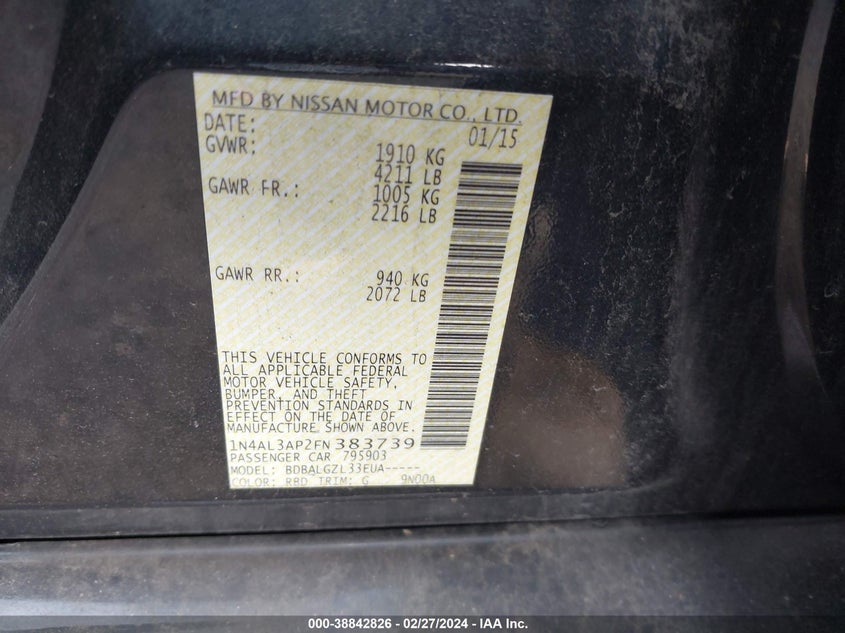 MFD BY NISSAN MOTOR CO., LTD.
DATE: 01/15
GVWR: 1910 KG
4211 LB
GAWR FR.: 1005 KG
2216 LB
GAWR RR.: 940 KG
2072 LB
THIS VEHICLE CONFORMS TO
ALL APPLICABLE FEDERAL
MOTOR VEHICLE SAFETY,
BUMPER, AND THEFT
PREVENTION STANDARDS IN
EFFECT ON THE DATE OF
MANUFACTURE SHOWN ABOVE.
1N4AL3AP2FN383739
PASSENGER CAR 795903
MODEL: BDBALGZL33EUA-----
COLOR: RBD TRIM: G 9N00A
000-38842826 - 02/27/2024 - IAA Inc.